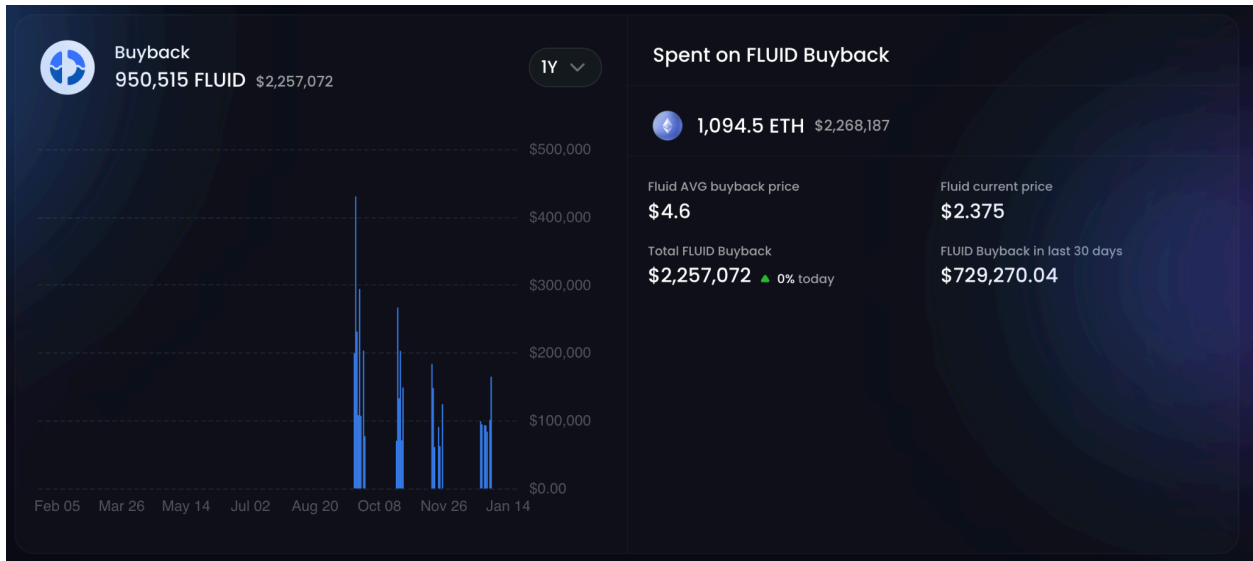 Buyback
950,515 FLUID $2,257,072
1Y
$500,000
$400,000
$300,000
$200,000
$100,000
$0.00
Feb 05 Mar 26 May 14 Jul 02 Aug 20 Oct 08 Nov 26 Jan 14
Spent on FLUID Buyback
1,094.5 ETH $2,268,187
Fluid AVG buyback price
$4.6
Fluid current price
$2.375
Total FLUID Buyback
$2,257,072 0% today
FLUID Buyback in last 30 days
$729,270.04